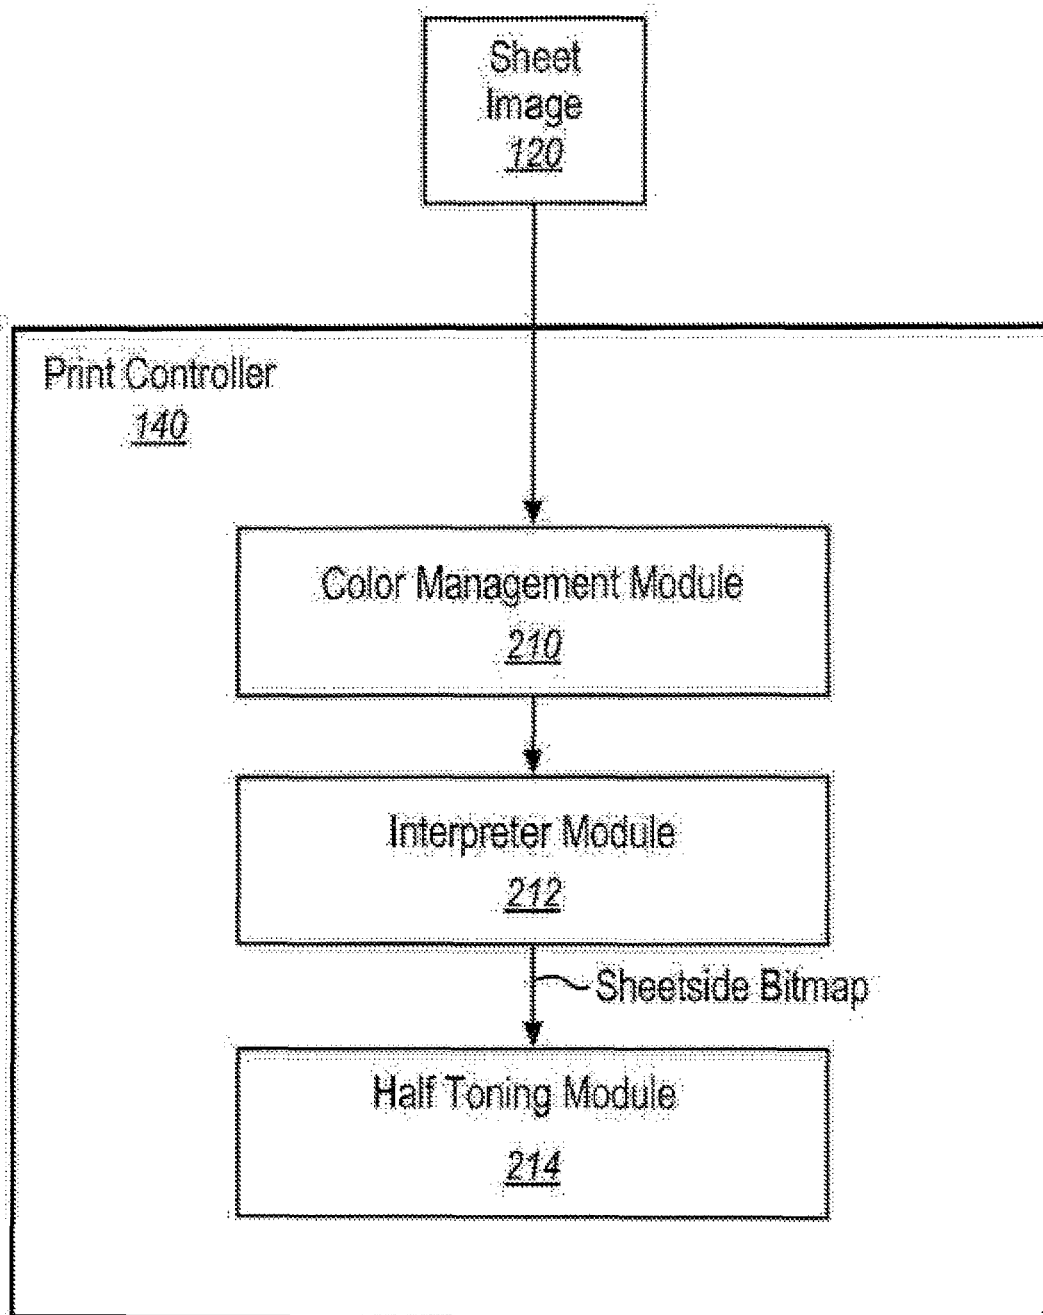 Sheet
Image
120
Print Controller
140
Color Management Module
210
Interpreter Module
212
Sheetside Bitmap
Half Toning Module
214